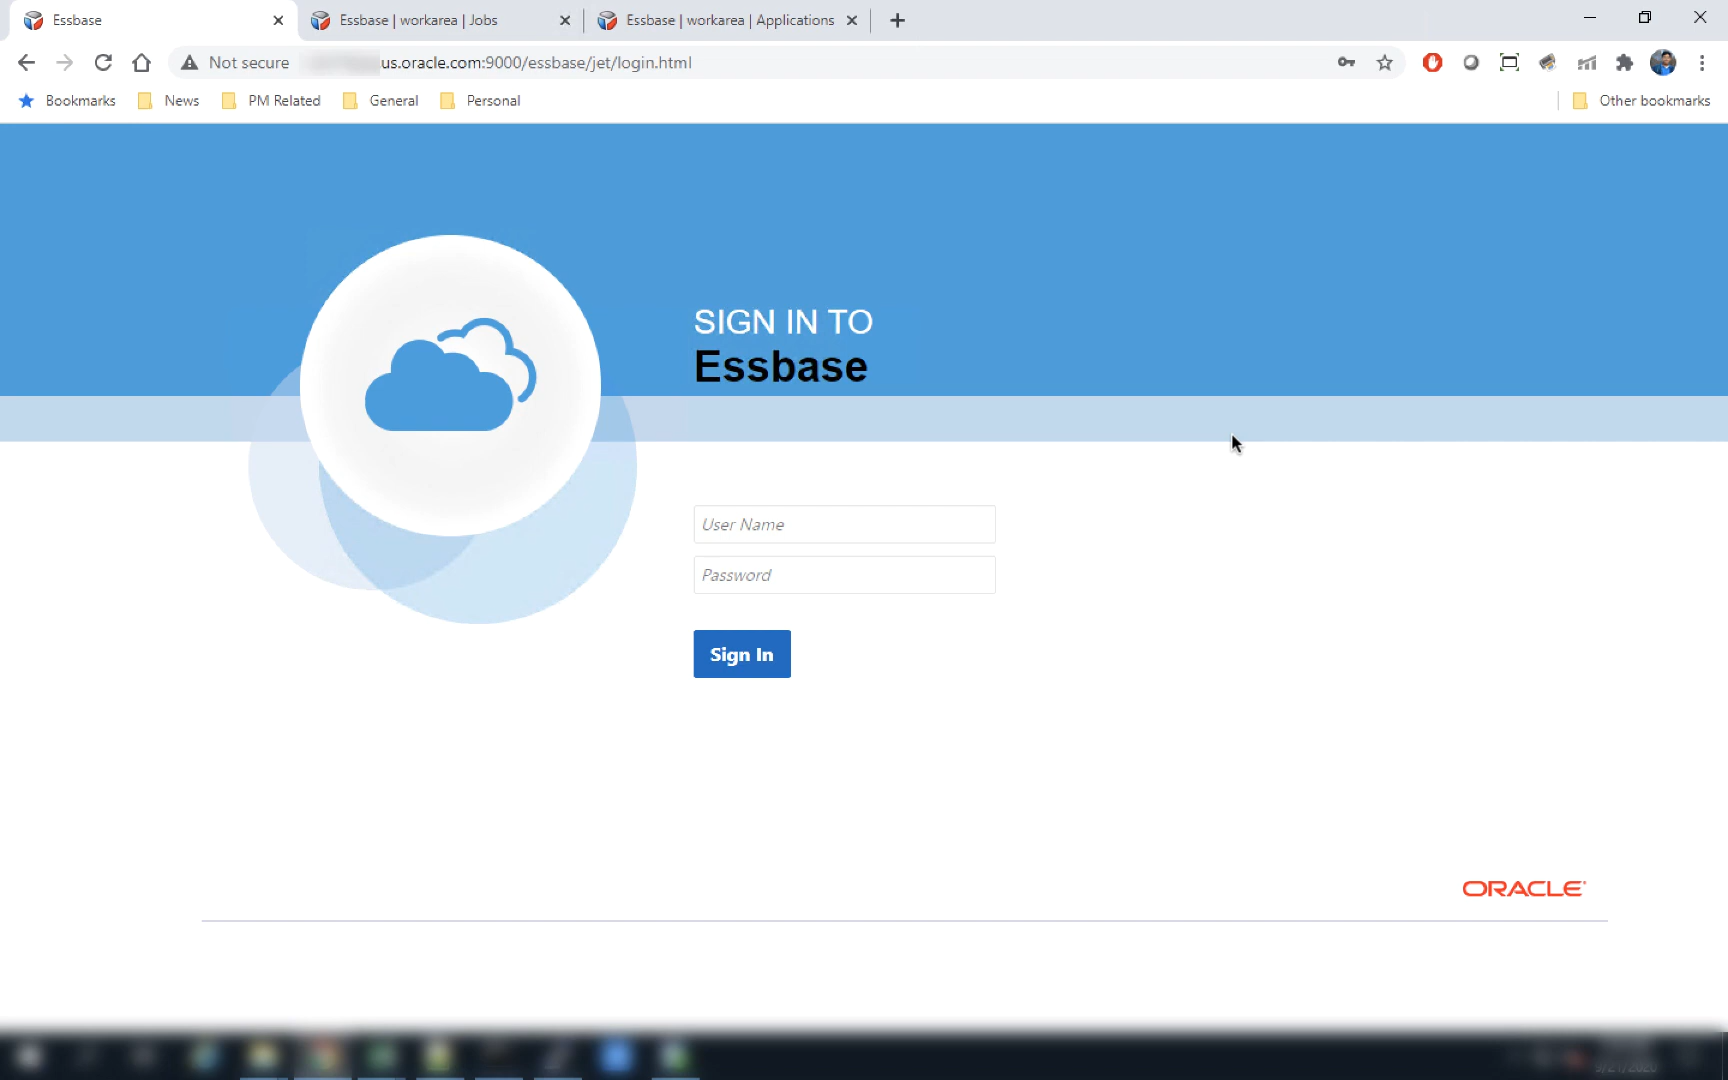 Essbase
Essbase | workarea | Jobs
Essbase | workarea | Applications
Not secure
us.oracle.com:9000/essbase/jet/login.html
Bookmarks
News
PM Related
General
Personal
Other bookmarks
SIGN IN TO
Essbase
User Name
Password
Sign In
ORACLE